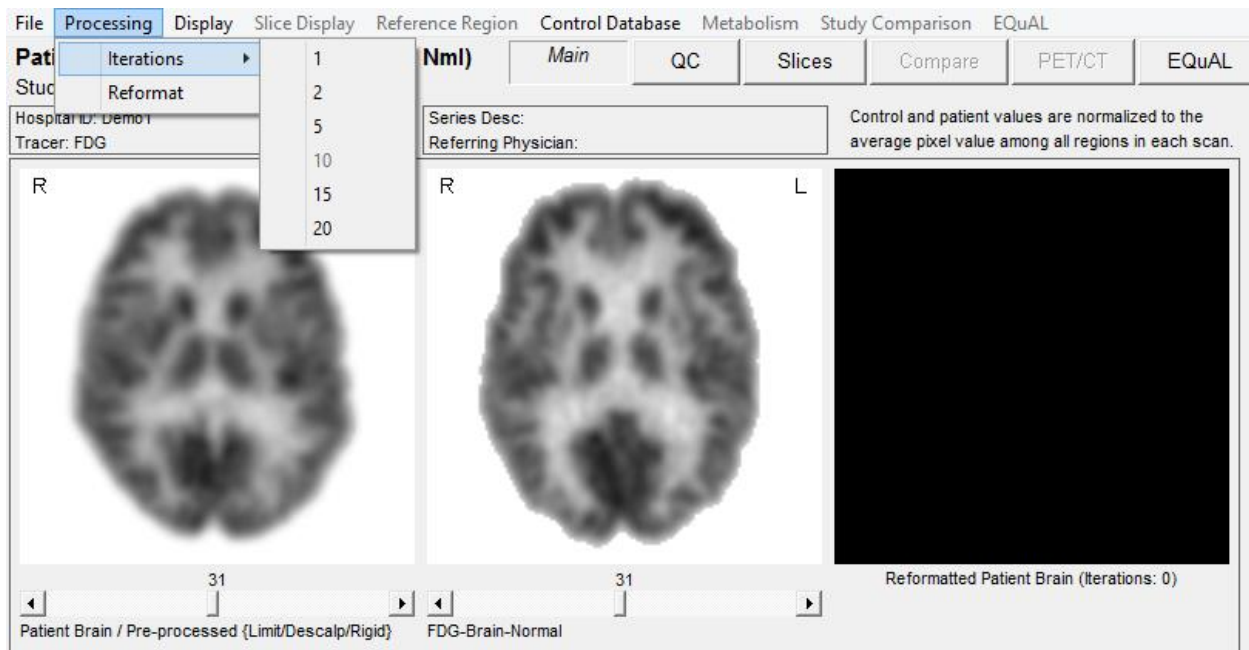 File Processing Display Slice Display Reference Region Control Database Metabolism Study Comparison EQuAL
Iterations
Reformat
1
2
5
10
15
20
Pati Nml) Main QC Slices Compare PET/CT EQuAL
Stud
Hospital ID: Demo1
Tracer: FDG
Series Desc:
Referring Physician:
Control and patient values are normalized to the
average pixel value among all regions in each scan.
R
R L
31
31
Reformatted Patient Brain (Iterations: 0)
Patient Brain / Pre-processed {Limit/Descalp/Rigid}
FDG-Brain-Normal